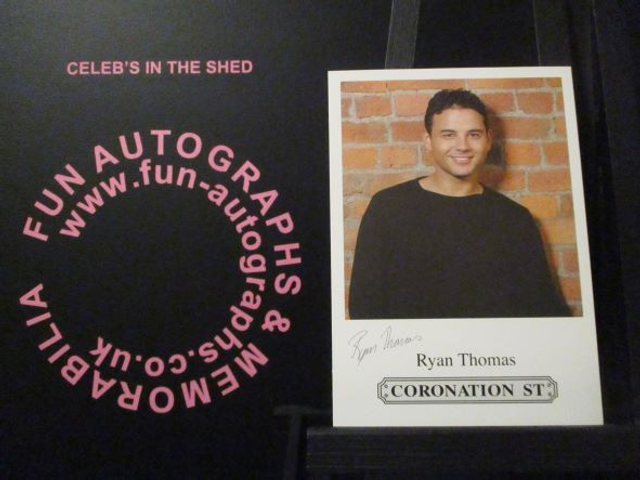 CELEB'S IN THE SHED
FUN AUTOGRAPHS & MEMORABILIA
www.fun-autographs.co.uk
Ryan Thomas
Ryan Thomas
CORONATION ST